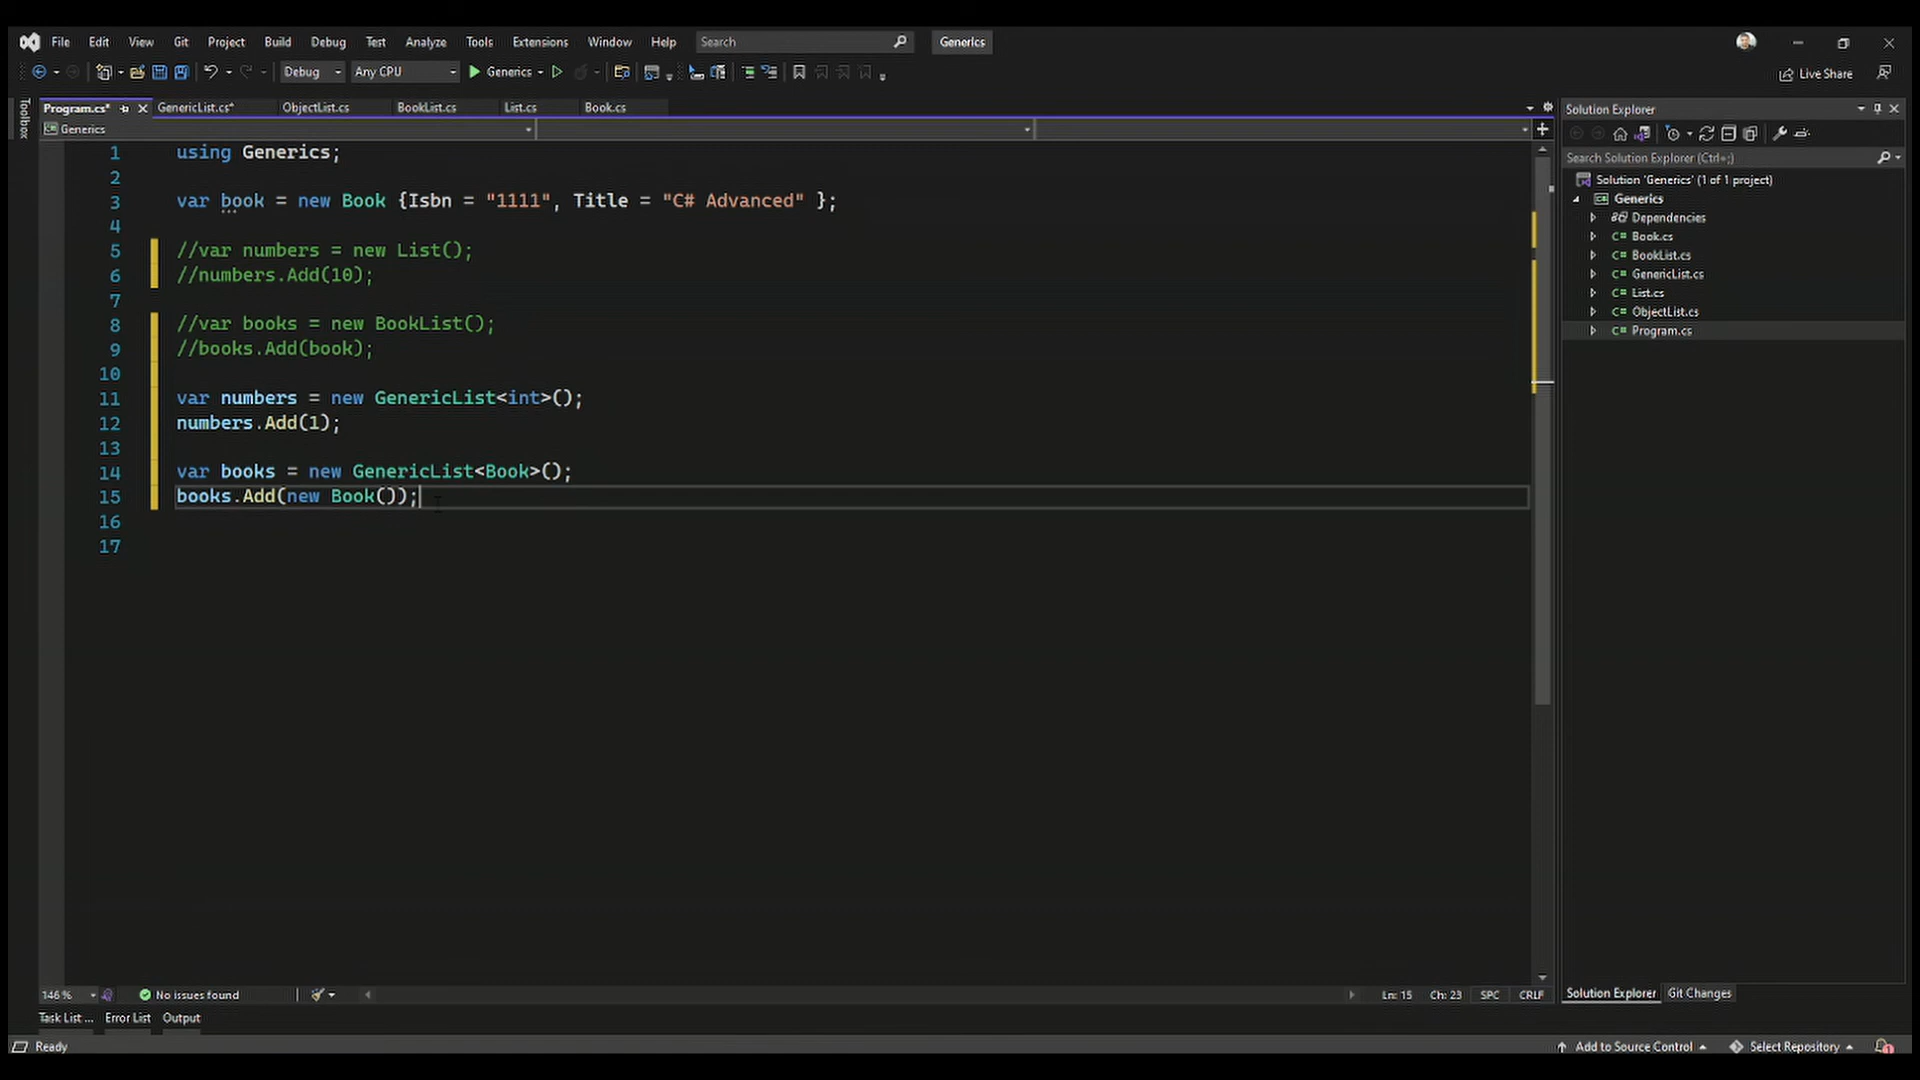 File Edit View Git Project Build Debug Test Analyze Tools Extensions Window Help Search Generics
Debug Any CPU Generics Live Share
Toolbox
Program.cs* GenericList.cs* ObjectList.cs BookList.cs List.cs Book.cs
Generics
1 using Generics;
2
3 var book = new Book {Isbn = "1111", Title = "C# Advanced" };
4
5 //var numbers = new List();
6 //numbers.Add(10);
7
8 //var books = new BookList();
9 //books.Add(book);
10
11 var numbers = new GenericList<int>();
12 numbers.Add(1);
13
14 var books = new GenericList<Book>();
15 books.Add(new Book());
16
17
146 % No issues found Ln: 15 Ch: 23 SPC CRLF
Task List ... Error List Output
Ready
Solution Explorer
Search Solution Explorer (Ctrl+;)
Solution 'Generics' (1 of 1 project)
Generics
Dependencies
C# Book.cs
C# BookList.cs
C# GenericList.cs
C# List.cs
C# ObjectList.cs
C# Program.cs
Solution Explorer Git Changes
Add to Source Control Select Repository 1